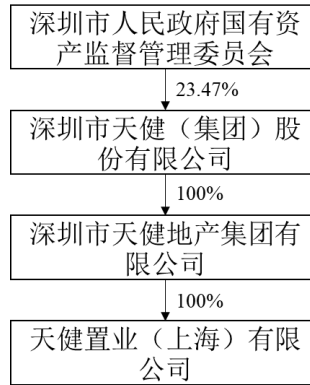 深圳市人民政府国有资
产监督管理委员会
23.47%
深圳市天健（集团）股
份有限公司
100%
深圳市天健地产集团有
限公司
100%
天健置业（上海）有限
公司